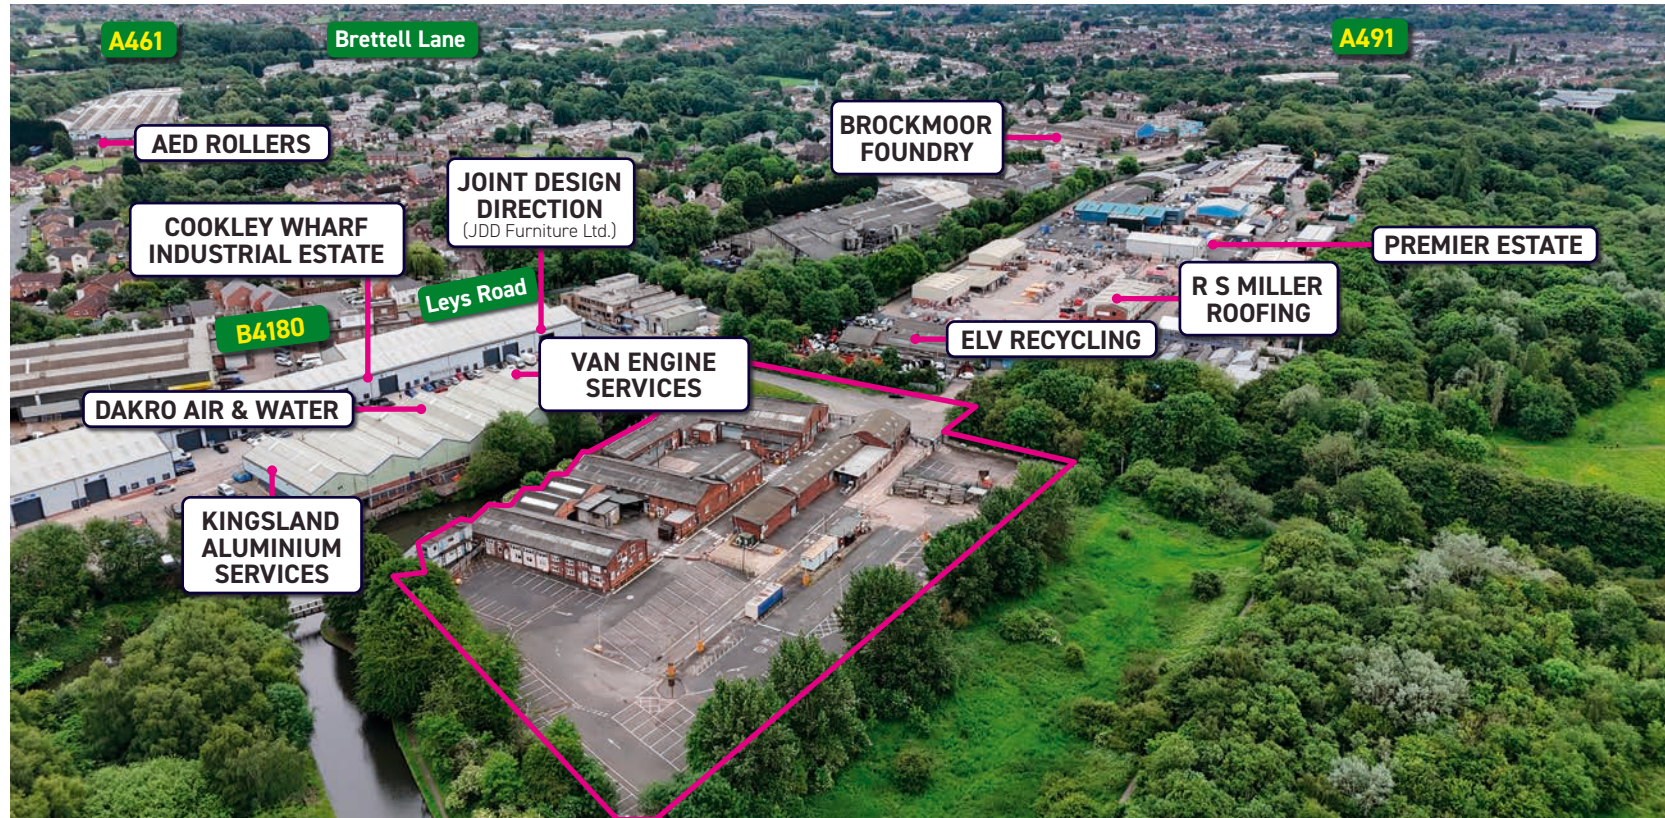 A461
Brettell Lane
A491
AED ROLLERS
BROCKMOOR
FOUNDRY
JOINT DESIGN
DIRECTION
(JDD Furniture Ltd.)
COOKLEY WHARF
INDUSTRIAL ESTATE
PREMIER ESTATE
Leys Road
B4180
R S MILLER
ROOFING
ELV RECYCLING
VAN ENGINE
SERVICES
DAKRO AIR & WATER
KINGSLAND
ALUMINIUM
SERVICES